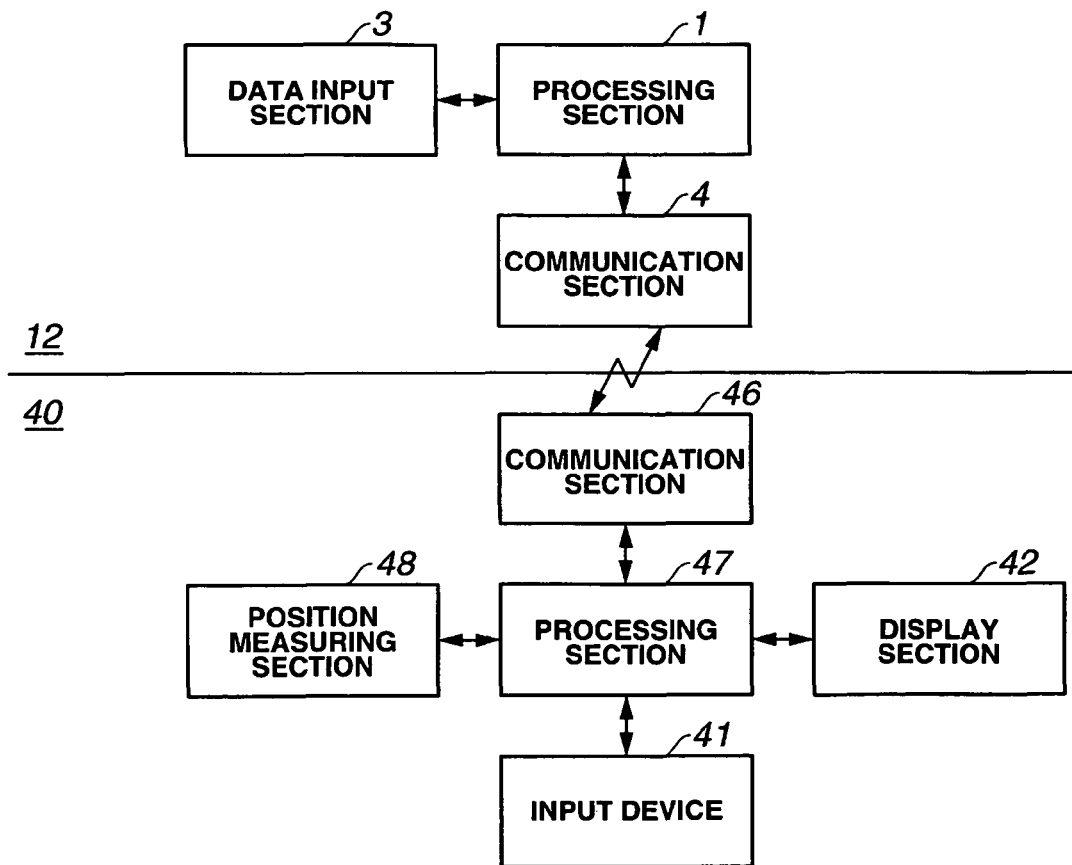 3
1
DATA INPUT
SECTION
PROCESSING
SECTION
4
COMMUNICATION
SECTION
12
40
46
COMMUNICATION
SECTION
48
47
42
POSITION
MEASURING
SECTION
PROCESSING
SECTION
DISPLAY
SECTION
41
INPUT DEVICE